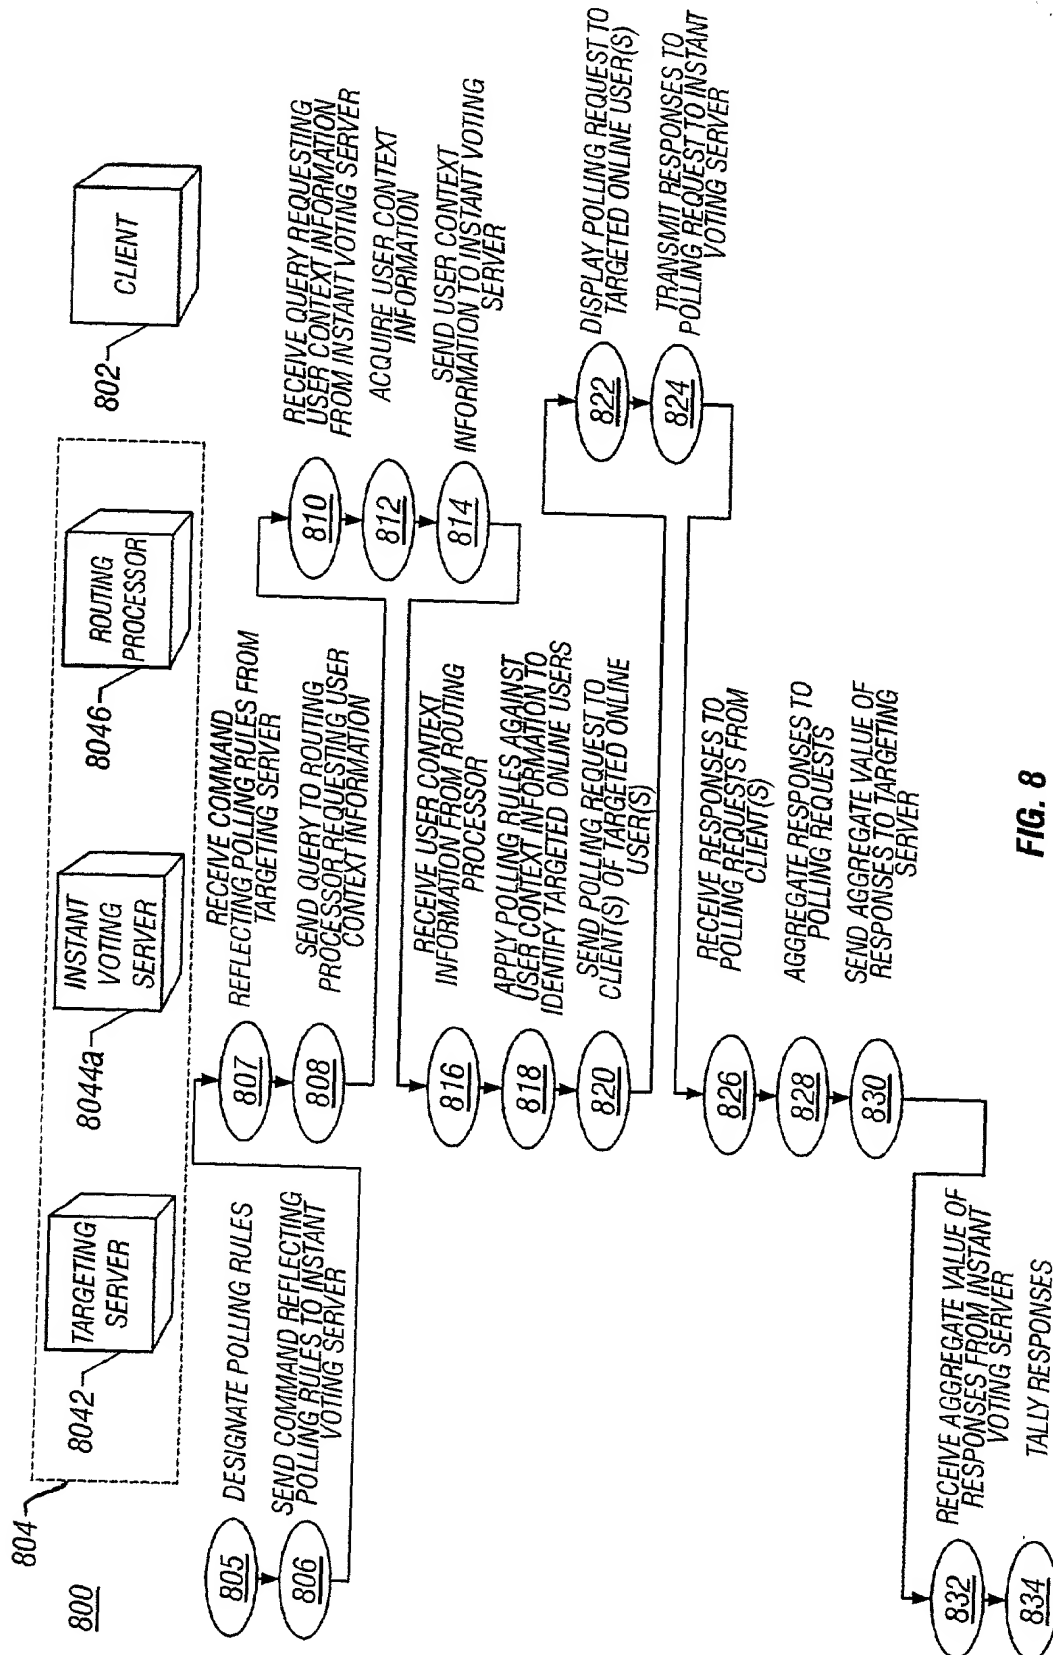 800
804
8042
TARGETING
SERVER
8044a
INSTANT
VOTING
SERVER
8046
ROUTING
PROCESSOR
802
CLIENT
805
DESIGNATE POLLING RULES
806
SEND COMMAND REFLECTING
POLLING RULES TO INSTANT
VOTING SERVER
807
RECEIVE COMMAND
REFLECTING POLLING RULES FROM
TARGETING SERVER
808
SEND QUERY TO ROUTING
PROCESSOR REQUESTING USER
CONTEXT INFORMATION
810
RECEIVE QUERY REQUESTING
USER CONTEXT INFORMATION
FROM INSTANT VOTING SERVER
812
ACQUIRE USER CONTEXT
INFORMATION
814
SEND USER CONTEXT
INFORMATION TO INSTANT VOTING
SERVER
816
RECEIVE USER CONTEXT
INFORMATION FROM ROUTING
PROCESSOR
818
APPLY POLLING RULES AGAINST
USER CONTEXT INFORMATION TO
IDENTIFY TARGETED ONLINE USERS
820
SEND POLLING REQUEST TO
CLIENT(S) OF TARGETED ONLINE
USER(S)
822
DISPLAY POLLING REQUEST TO
TARGETED ONLINE USER(S)
824
TRANSMIT RESPONSES TO
POLLING REQUEST TO INSTANT
VOTING SERVER
826
RECEIVE RESPONSES TO
POLLING REQUESTS FROM
CLIENT(S)
828
AGGREGATE RESPONSES TO
POLLING REQUESTS
830
SEND AGGREGATE VALUE OF
RESPONSES TO TARGETING
SERVER
832
RECEIVE AGGREGATE VALUE OF
RESPONSES FROM INSTANT
VOTING SERVER
834
TALLY RESPONSES
FIG. 8